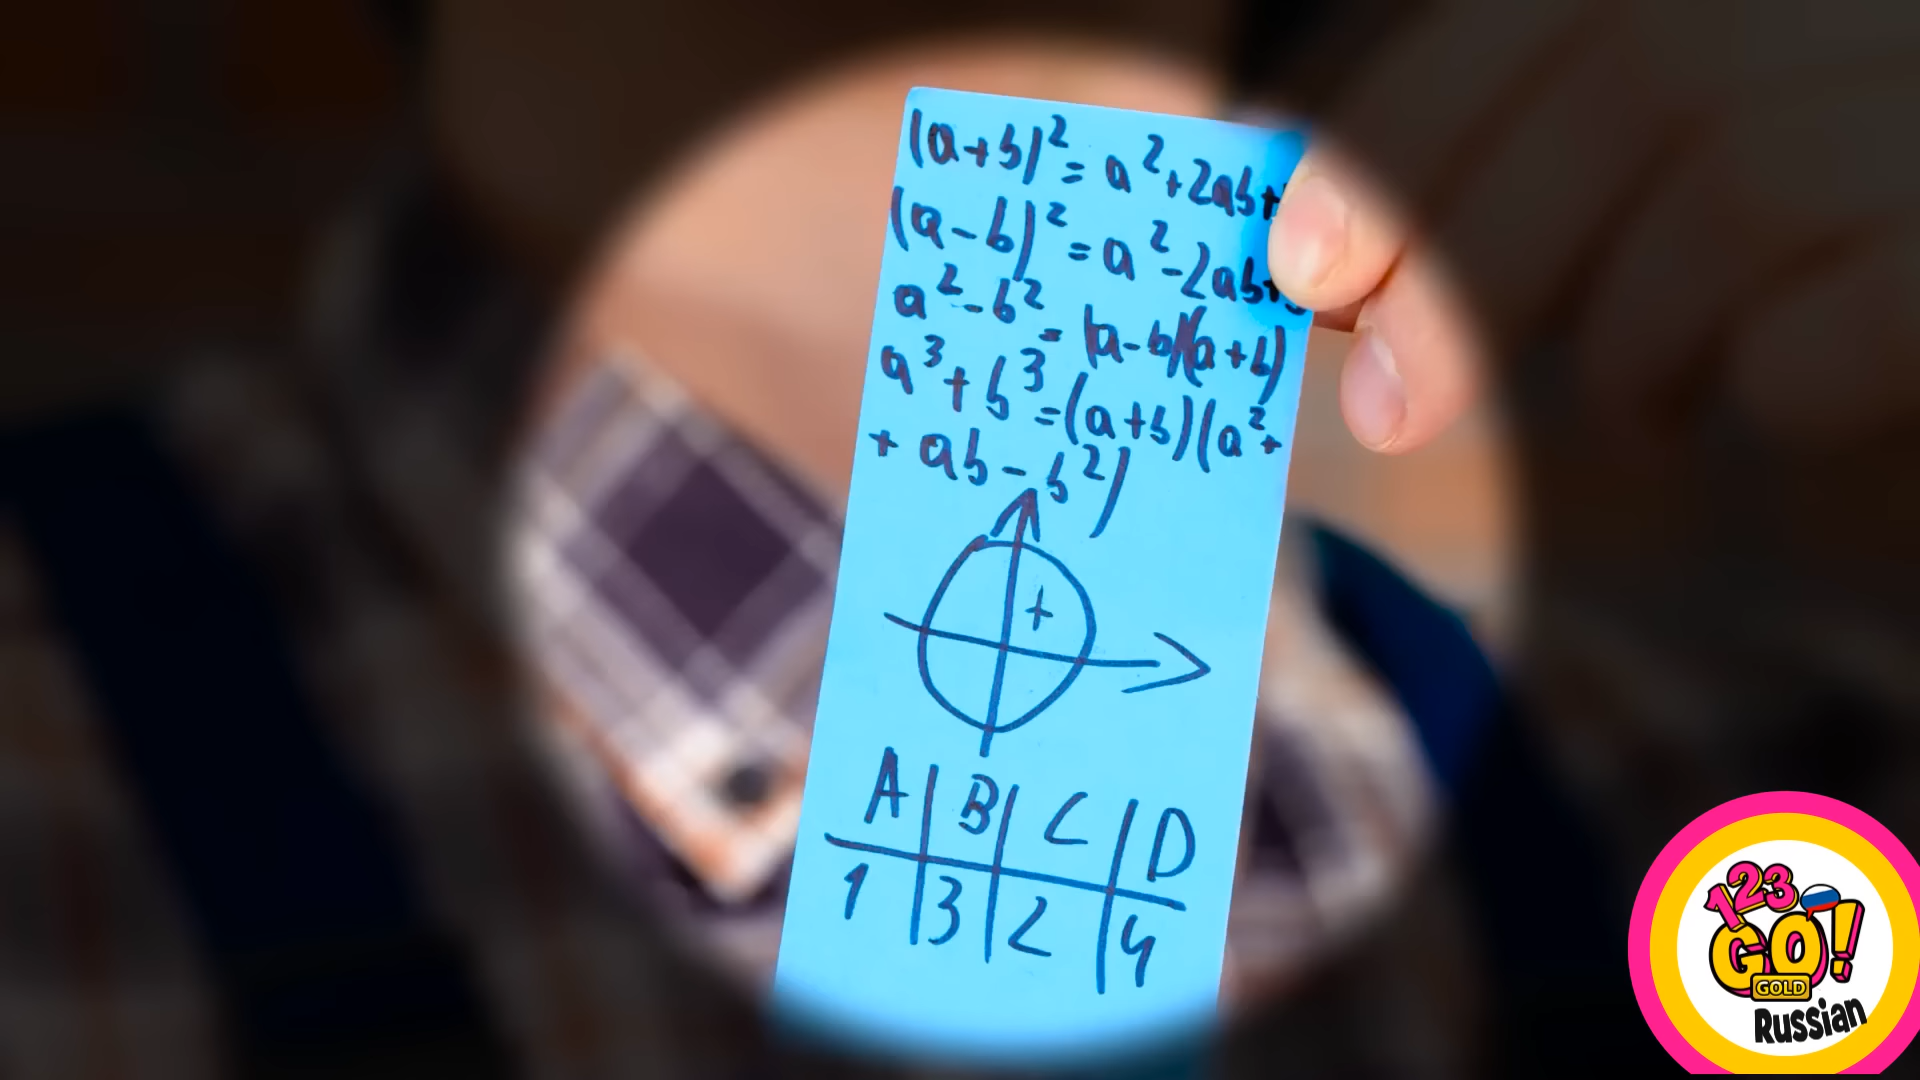 (a+b)² = a²+2ab+
(a-b)² = a²-2ab+
a²-b² = (a-b)(a+b)
a³+b³ = (a+b)(a²+
+ab-b²)
+
A | B | C | D
1 | 3 | 2 | 4
123
GO!
GOLD
Russian